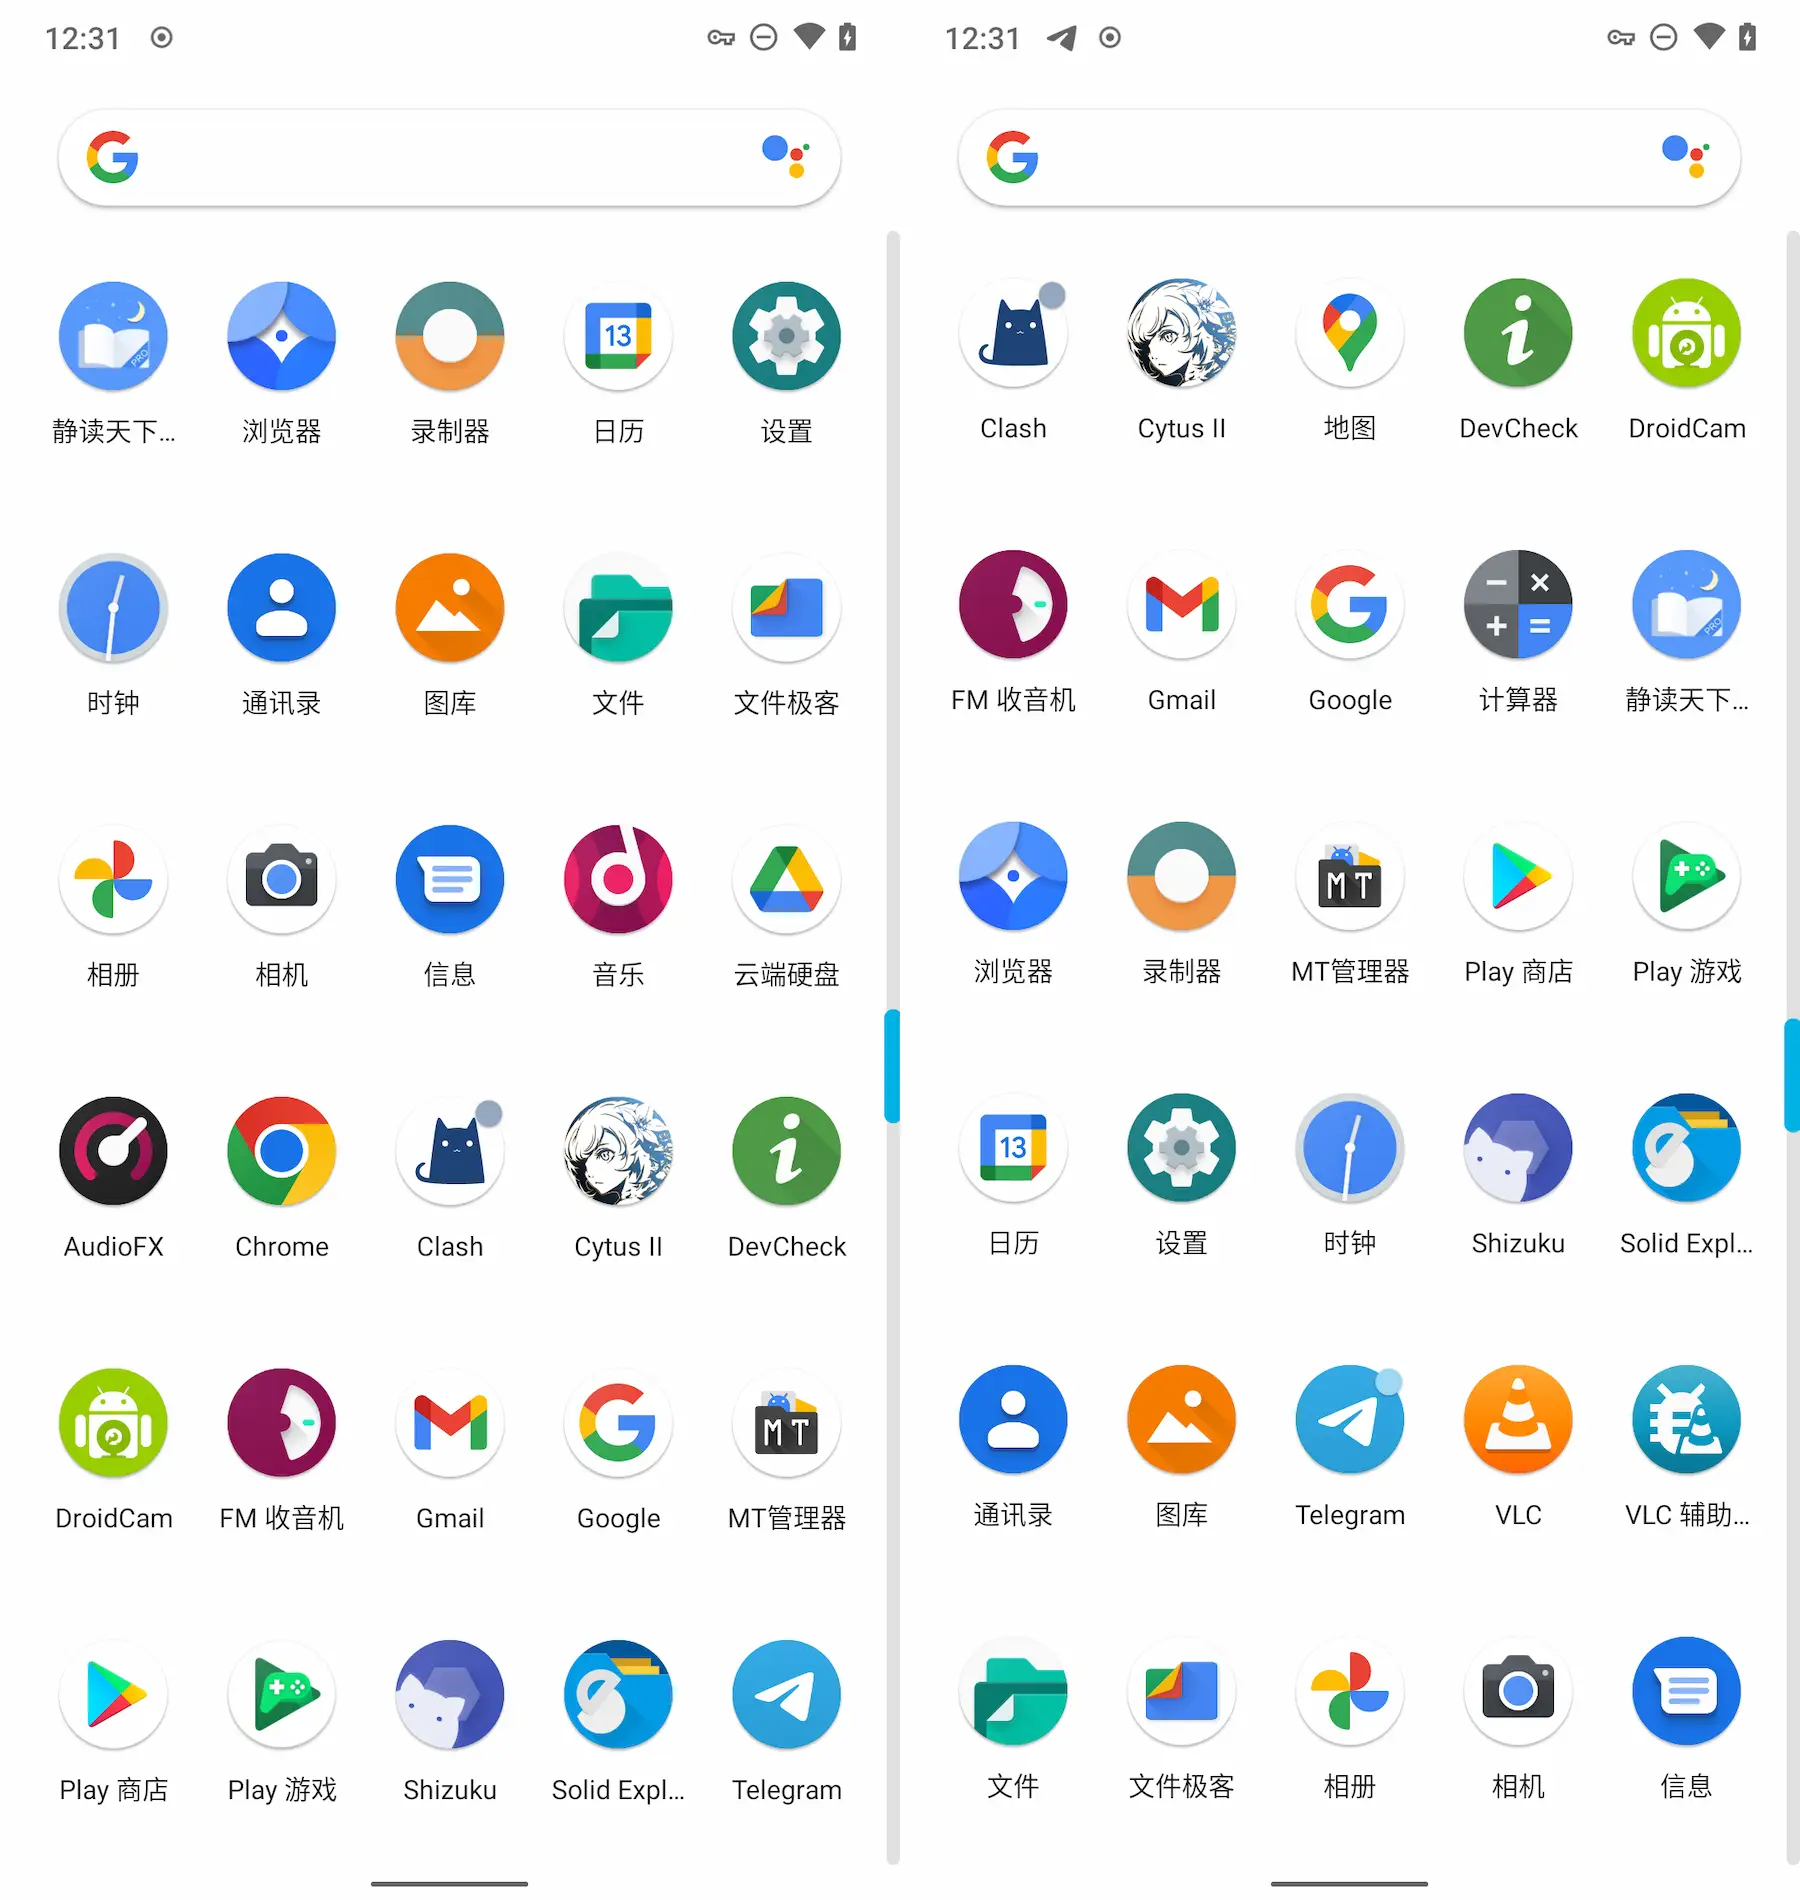 12:31
静读天下... 浏览器 录制器 日历 设置
时钟 通讯录 图库 文件 文件极客
相册 相机 信息 音乐 云端硬盘
AudioFX Chrome Clash Cytus II DevCheck
DroidCam FM 收音机 Gmail Google MT管理器
Play 商店 Play 游戏 Shizuku Solid Expl... Telegram
12:31
Clash Cytus II 地图 DevCheck DroidCam
FM 收音机 Gmail Google 计算器 静读天下...
浏览器 录制器 MT管理器 Play 商店 Play 游戏
日历 设置 时钟 Shizuku Solid Expl...
通讯录 图库 Telegram VLC VLC 辅助...
文件 文件极客 相册 相机 信息